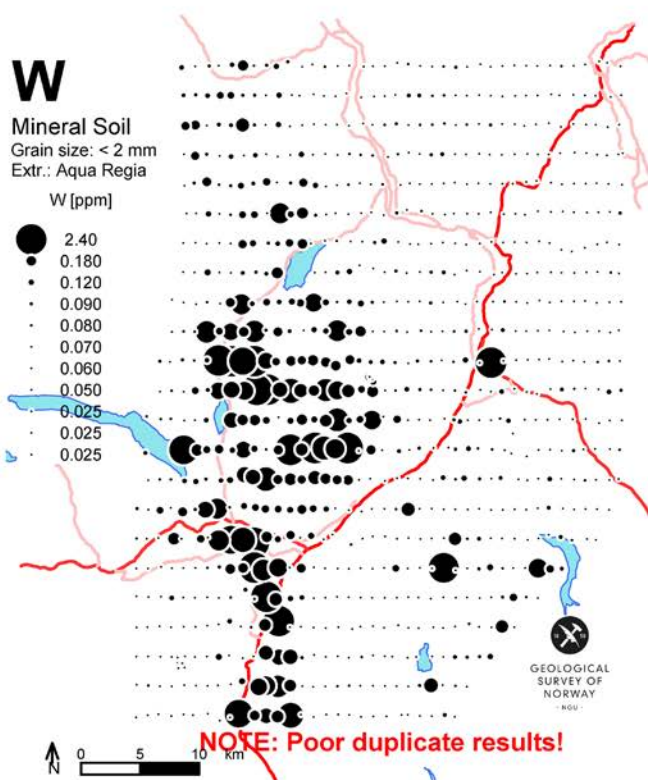 W
Mineral Soil
Grain size: < 2 mm
Extr.: Aqua Regia
W [ppm]
2.40
0.180
0.120
0.090
0.080
0.070
0.060
0.050
0.025
0.025
0.025
GEOLOGICAL
SURVEY OF
NORWAY
- NGU -
NOTE: Poor duplicate results!
N
0 5 10 km